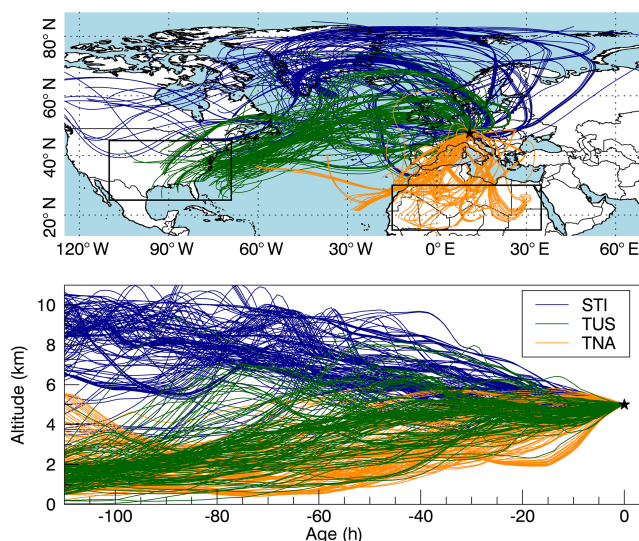 80° N
60° N
40° N
20° N
120° W 90° W 60° W 30° W 0° E 30° E 60° E
10
8
6
4
2
0
Altitude (km)
STI
TUS
TNA
-100 -80 -60 -40 -20 0
Age (h)